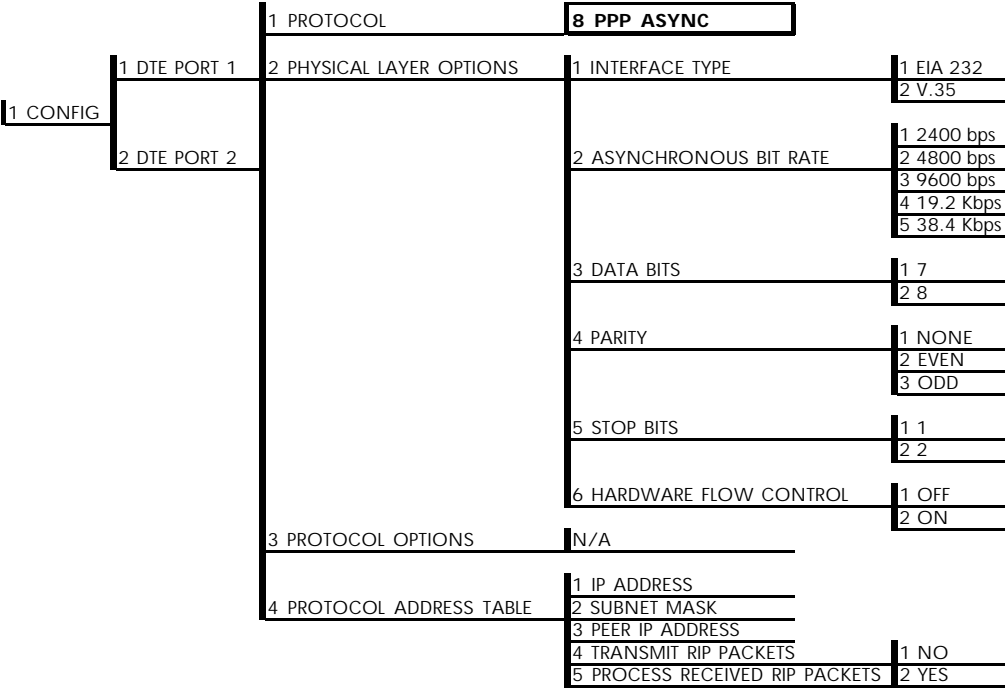 1 PROTOCOL 8 PPP ASYNC
1 DTE PORT 1 2 PHYSICAL LAYER OPTIONS 1 INTERFACE TYPE 1 EIA 232
2 V.35
1 CONFIG
1 2400 bps
2 DTE PORT 2 2 ASYNCHRONOUS BIT RATE 2 4800 bps
3 9600 bps
4 19.2 Kbps
5 38.4 Kbps
3 DATA BITS 1 7
2 8
4 PARITY 1 NONE
2 EVEN
3 ODD
5 STOP BITS 1 1
2 2
6 HARDWARE FLOW CONTROL 1 OFF
2 ON
3 PROTOCOL OPTIONS N/A
1 IP ADDRESS
4 PROTOCOL ADDRESS TABLE 2 SUBNET MASK
3 PEER IP ADDRESS
4 TRANSMIT RIP PACKETS 1 NO
5 PROCESS RECEIVED RIP PACKETS 2 YES